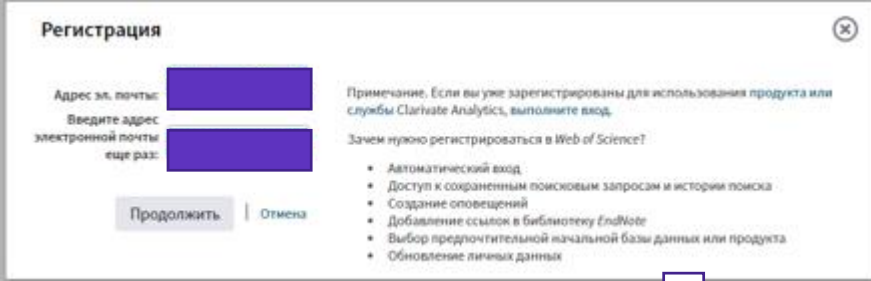 Регистрация
Адрес эл. почты:
Введите адрес
электронной почты
еще раз:
Продолжить | Отмена
Примечание. Если вы уже зарегистрированы для использования продукта или
службы Clarivate Analytics, выполните вход.
Зачем нужно регистрироваться в Web of Science?
• Автоматический вход
• Доступ к сохраненным поисковым запросам и истории поиска
• Создание оповещений
• Добавление ссылок в библиотеку EndNote
• Выбор предпочтительной начальной базы данных или продукта
• Обновление личных данных